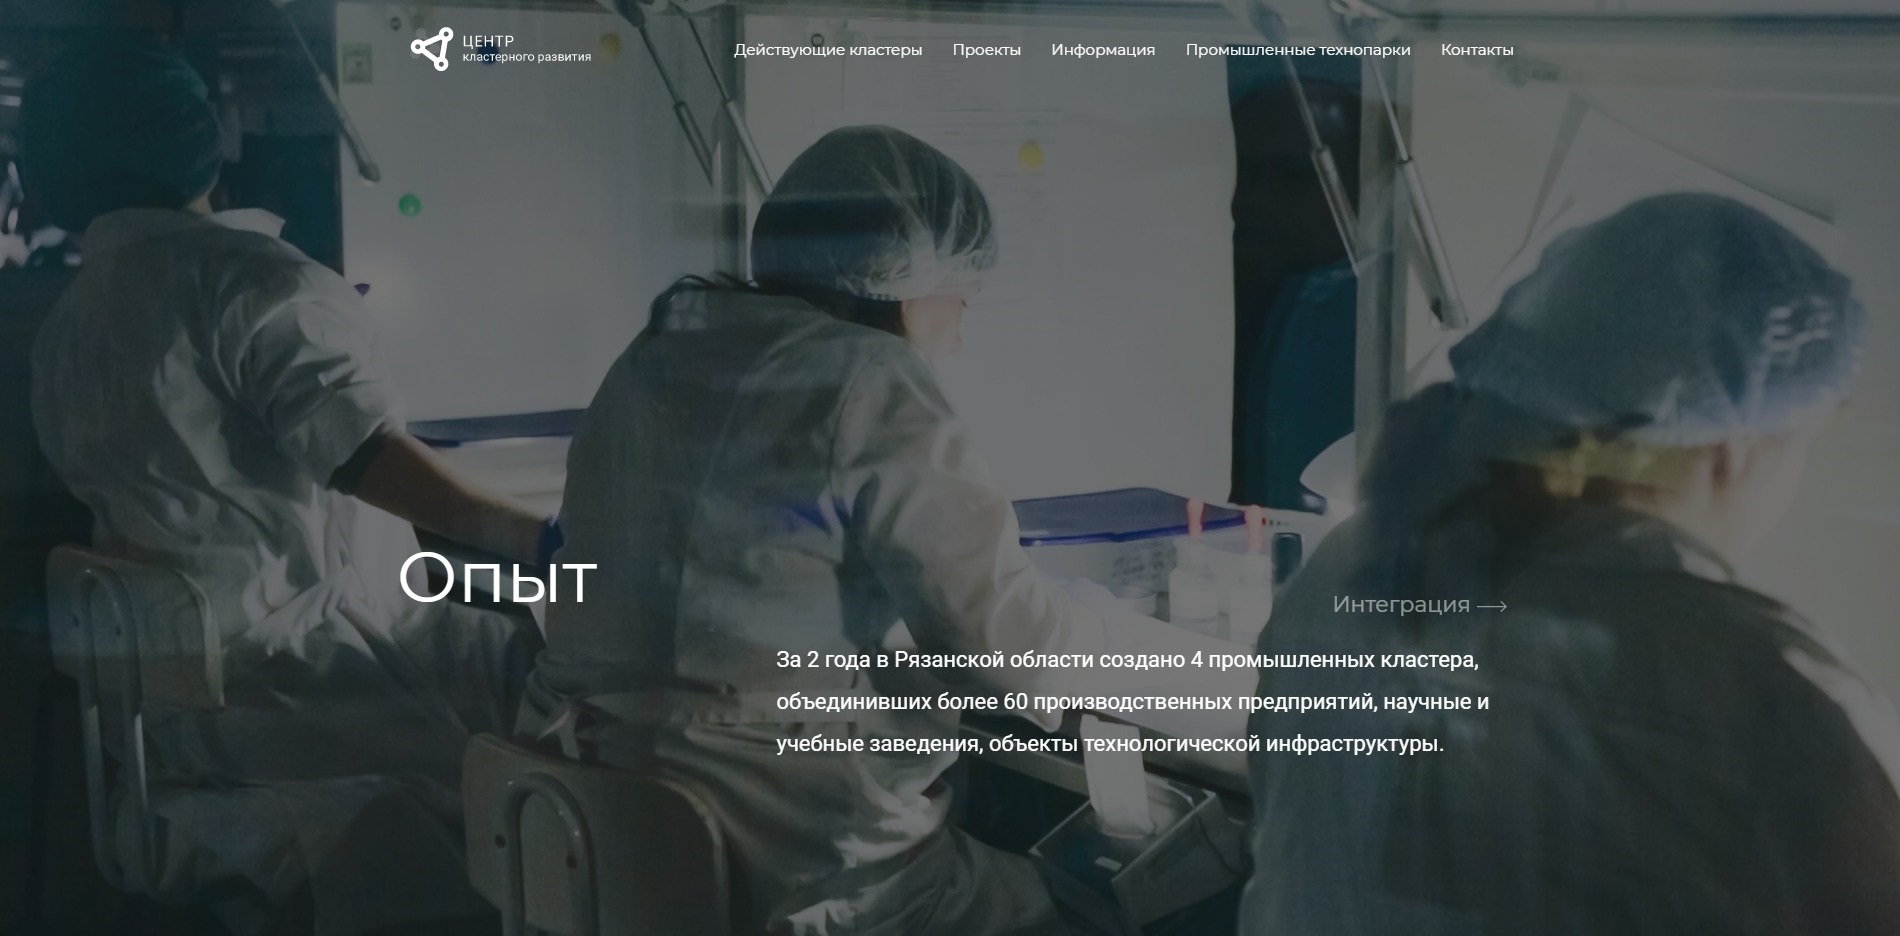 ЦЕНТР
кластерного развития
Действующие кластеры Проекты Информация Промышленные технопарки Контакты
Опыт
Интеграция
За 2 года в Рязанской области создано 4 промышленных кластера,
объединивших более 60 производственных предприятий, научные и
учебные заведения, объекты технологической инфраструктуры.